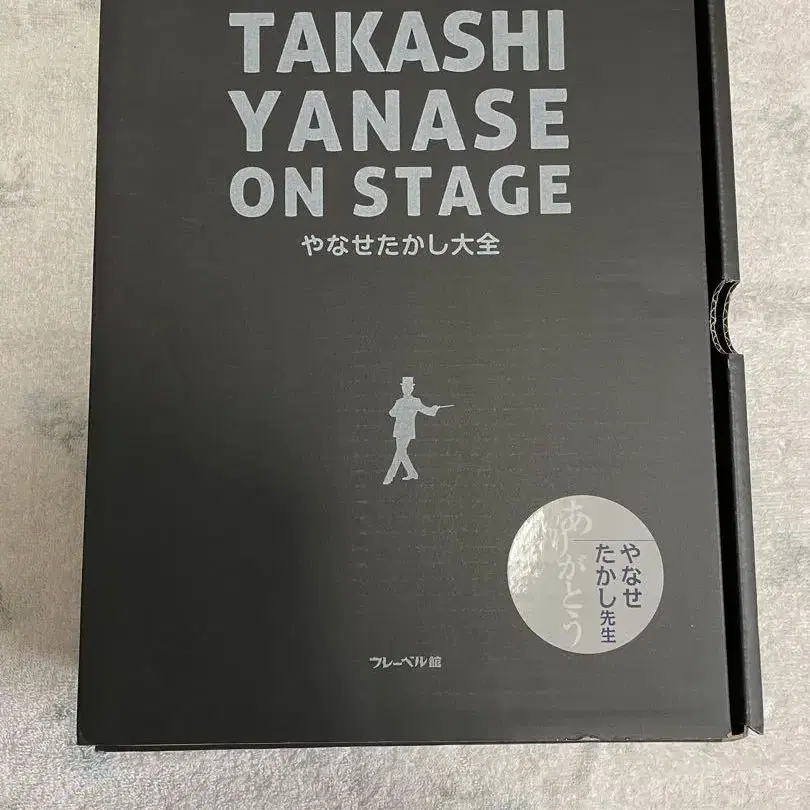 TAKASHI
YANASE
ON STAGE
やなせたかし大全
やなせ
たかし先生
ありがとう
フレーベル館